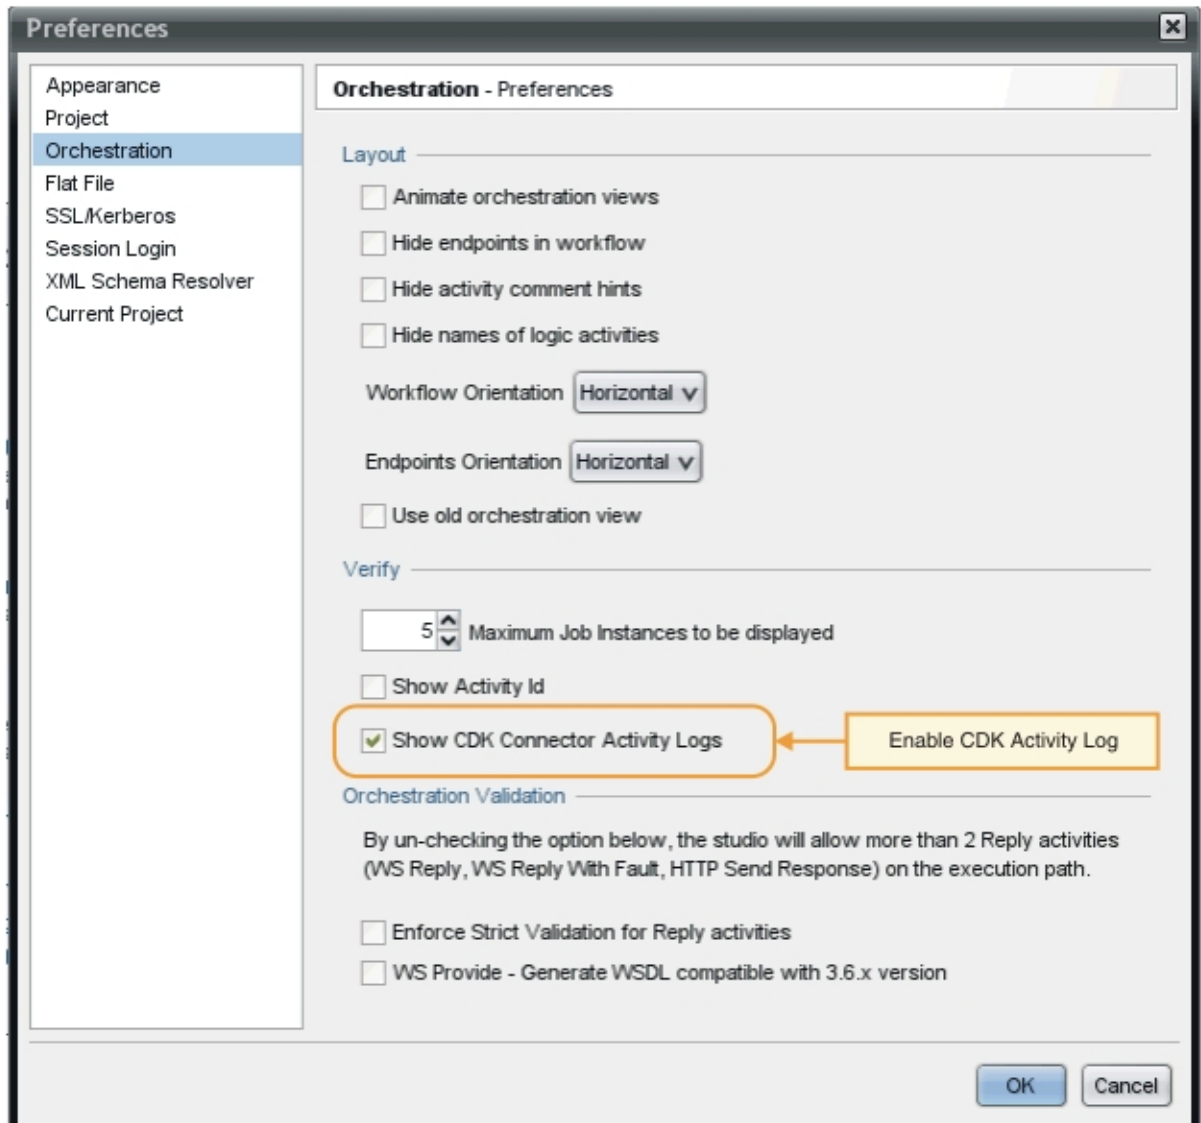 Preferences
Appearance
Project
Orchestration
Flat File
SSL/Kerberos
Session Login
XML Schema Resolver
Current Project
Orchestration - Preferences
Layout
Animate orchestration views
Hide endpoints in workflow
Hide activity comment hints
Hide names of logic activities
Workflow Orientation Horizontal
Endpoints Orientation Horizontal
Use old orchestration view
Verify
5 Maximum Job Instances to be displayed
Show Activity Id
Show CDK Connector Activity Logs
Enable CDK Activity Log
Orchestration Validation
By un-checking the option below, the studio will allow more than 2 Reply activities
(WS Reply, WS Reply With Fault, HTTP Send Response) on the execution path.
Enforce Strict Validation for Reply activities
WS Provide - Generate WSDL compatible with 3.6.x version
OK Cancel